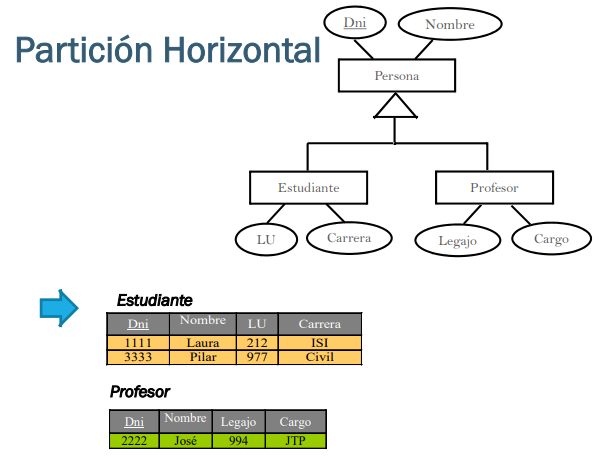 Partición Horizontal
Dni
Nombre
Persona
Estudiante
Profesor
LU
Carrera
Legajo
Cargo
Estudiante
Dni Nombre LU Carrera
1111 Laura 212 ISI
3333 Pilar 977 Civil
Profesor
Dni Nombre Legajo Cargo
2222 José 994 JTP